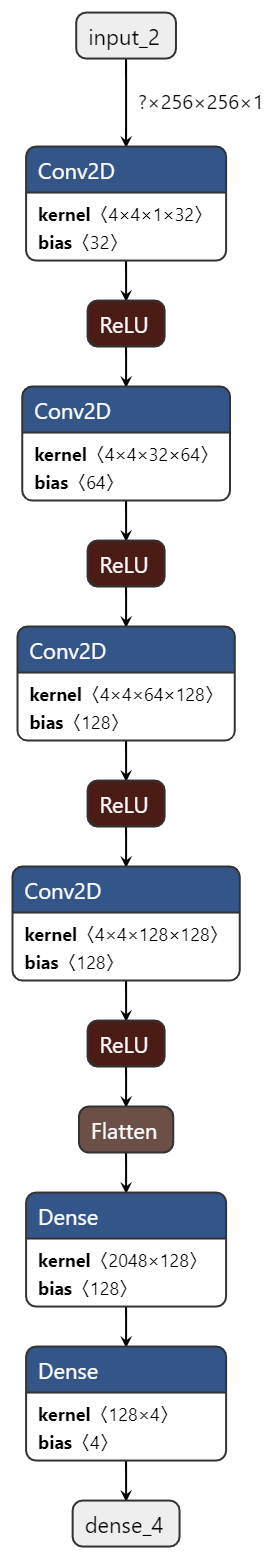 input_2
?×256×256×1
Conv2D
kernel〈4×4×1×32〉
bias〈32〉
ReLU
Conv2D
kernel〈4×4×32×64〉
bias〈64〉
ReLU
Conv2D
kernel〈4×4×64×128〉
bias〈128〉
ReLU
Conv2D
kernel〈4×4×128×128〉
bias〈128〉
ReLU
Flatten
Dense
kernel〈2048×128〉
bias〈128〉
Dense
kernel〈128×4〉
bias〈4〉
dense_4